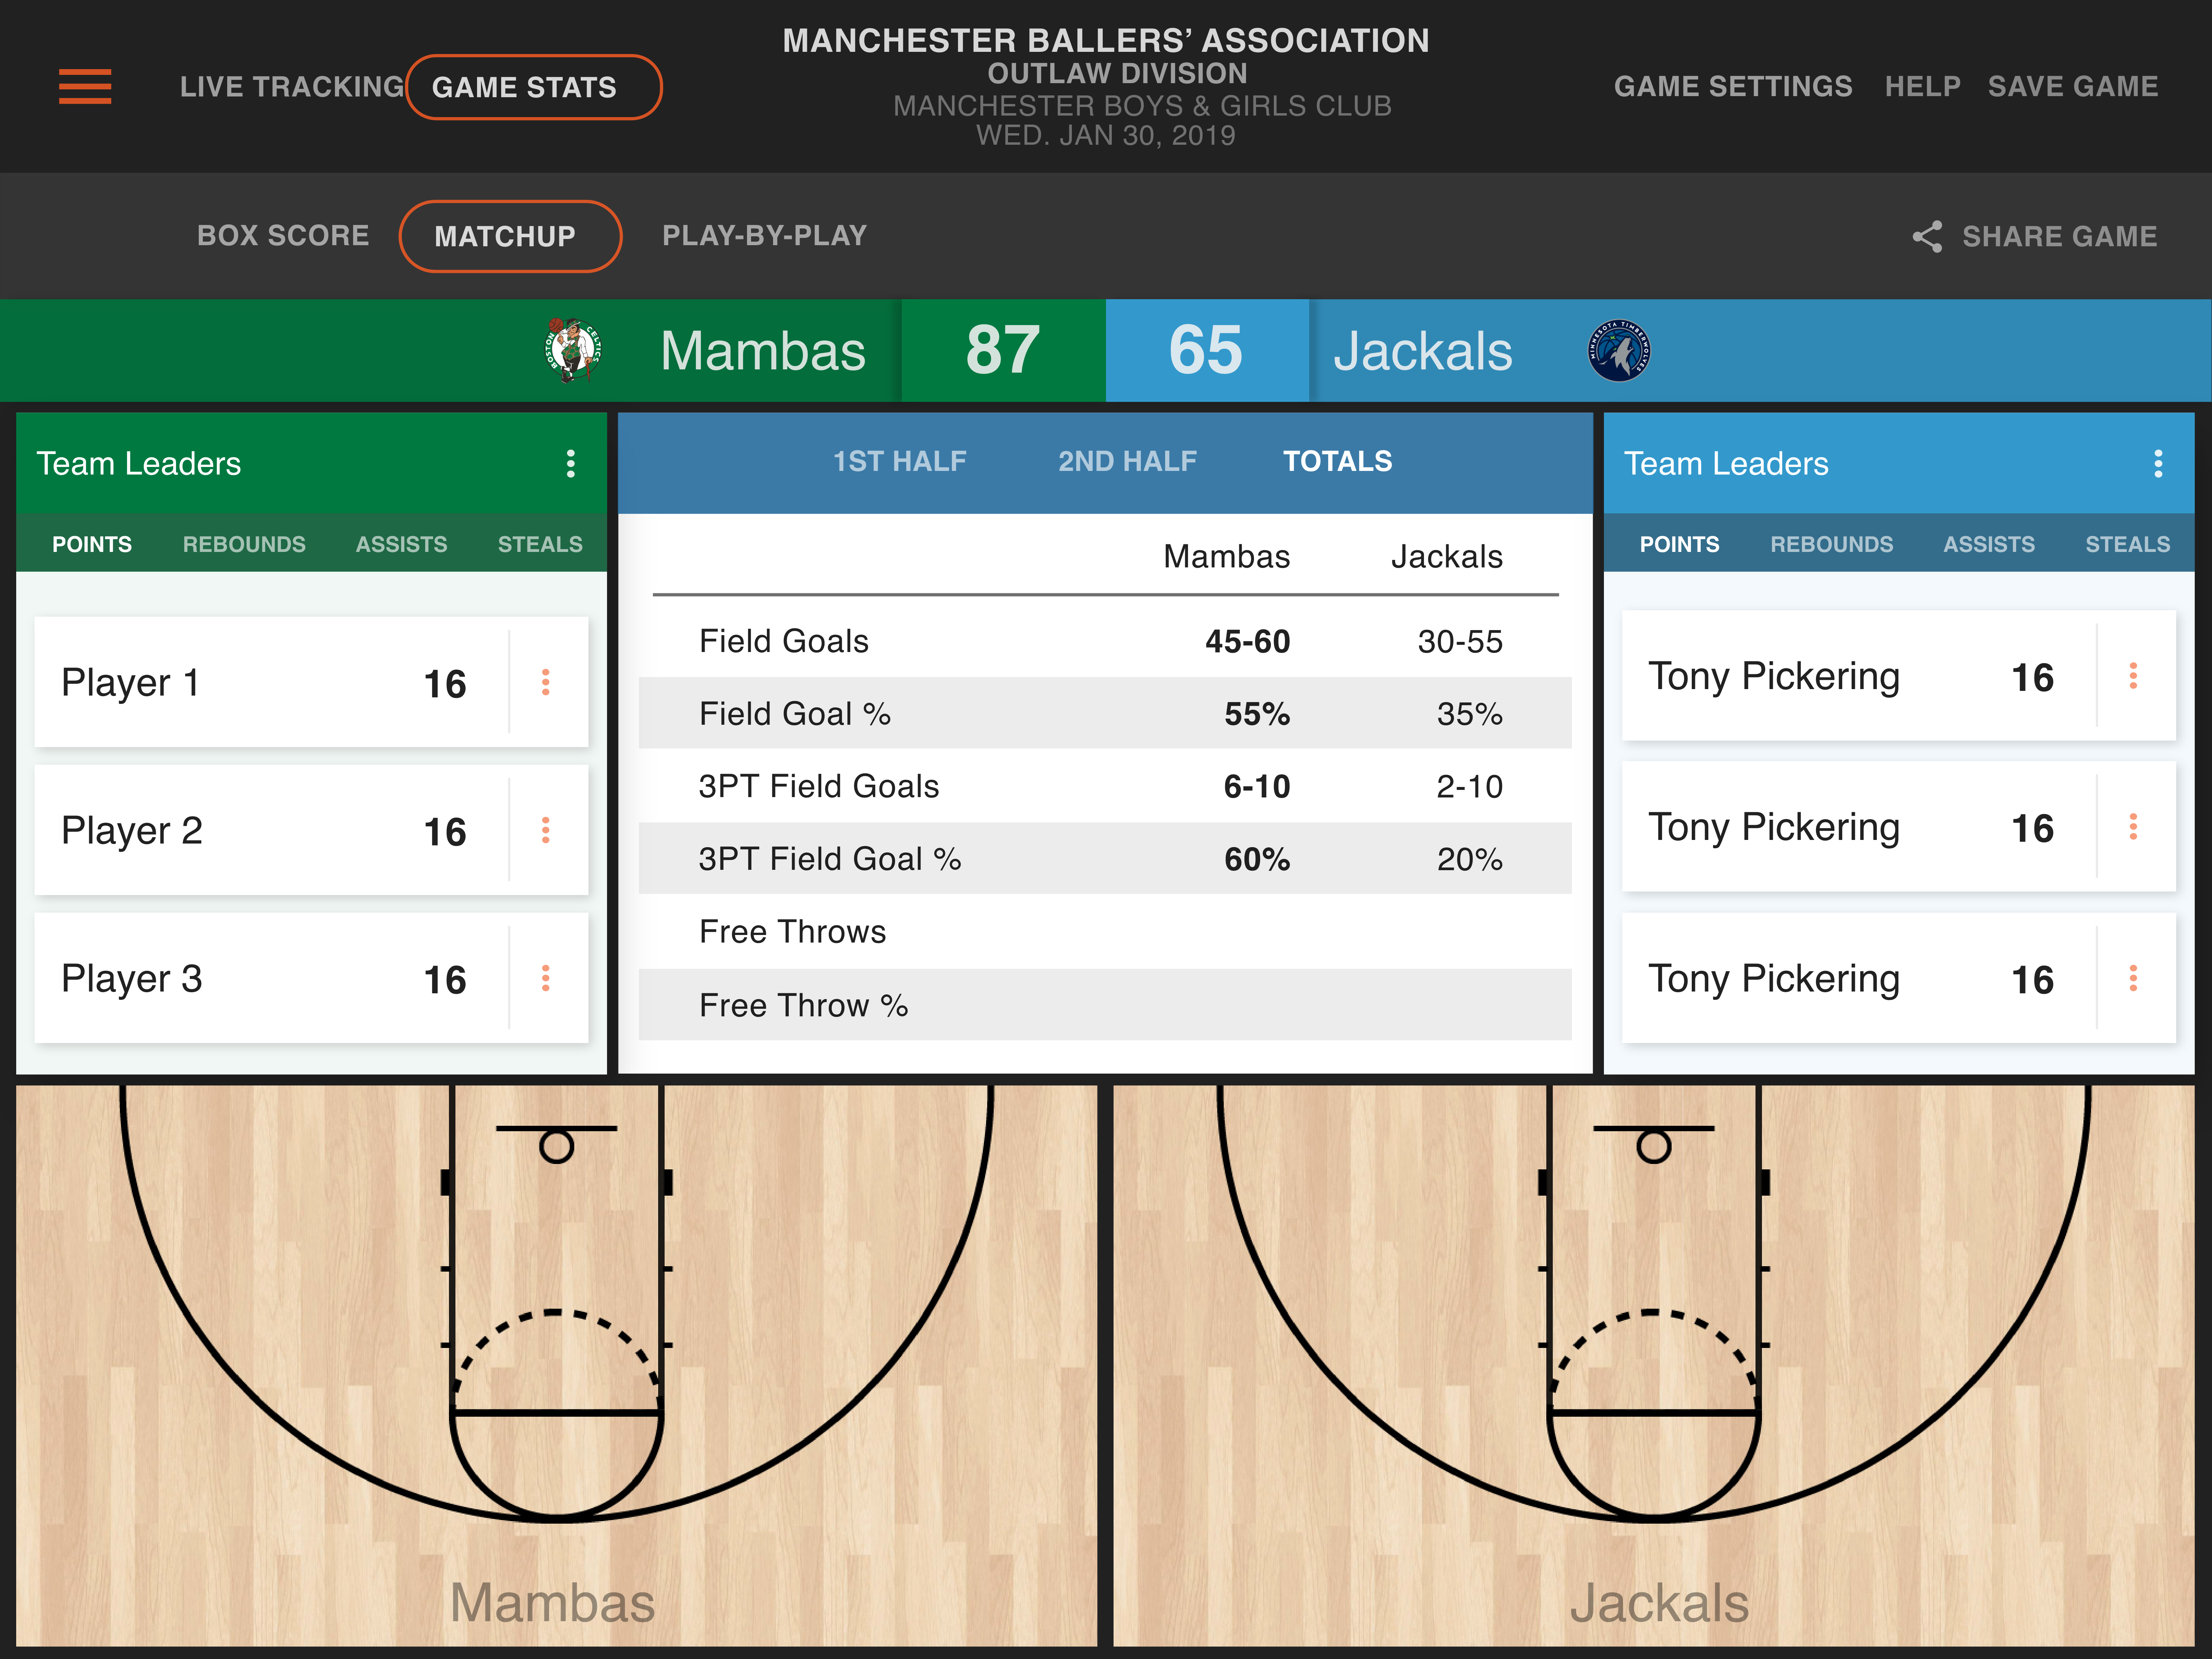 MANCHESTER BALLERS’ ASSOCIATION
OUTLAW DIVISION
MANCHESTER BOYS & GIRLS CLUB
WED. JAN 30, 2019
LIVE TRACKING
GAME STATS
GAME SETTINGS
HELP
SAVE GAME
BOX SCORE
MATCHUP
PLAY-BY-PLAY
SHARE GAME
BOSTON CELTICS
Mambas
87
65
Jackals
MINNESOTA TIMBERWOLVES
Team Leaders
POINTS REBOUNDS ASSISTS STEALS
Player 1 16
Player 2 16
Player 3 16
1ST HALF 2ND HALF TOTALS
Mambas Jackals
Field Goals 45-60 30-55
Field Goal % 55% 35%
3PT Field Goals 6-10 2-10
3PT Field Goal % 60% 20%
Free Throws
Free Throw %
Team Leaders
POINTS REBOUNDS ASSISTS STEALS
Tony Pickering 16
Tony Pickering 16
Tony Pickering 16
Mambas
Jackals